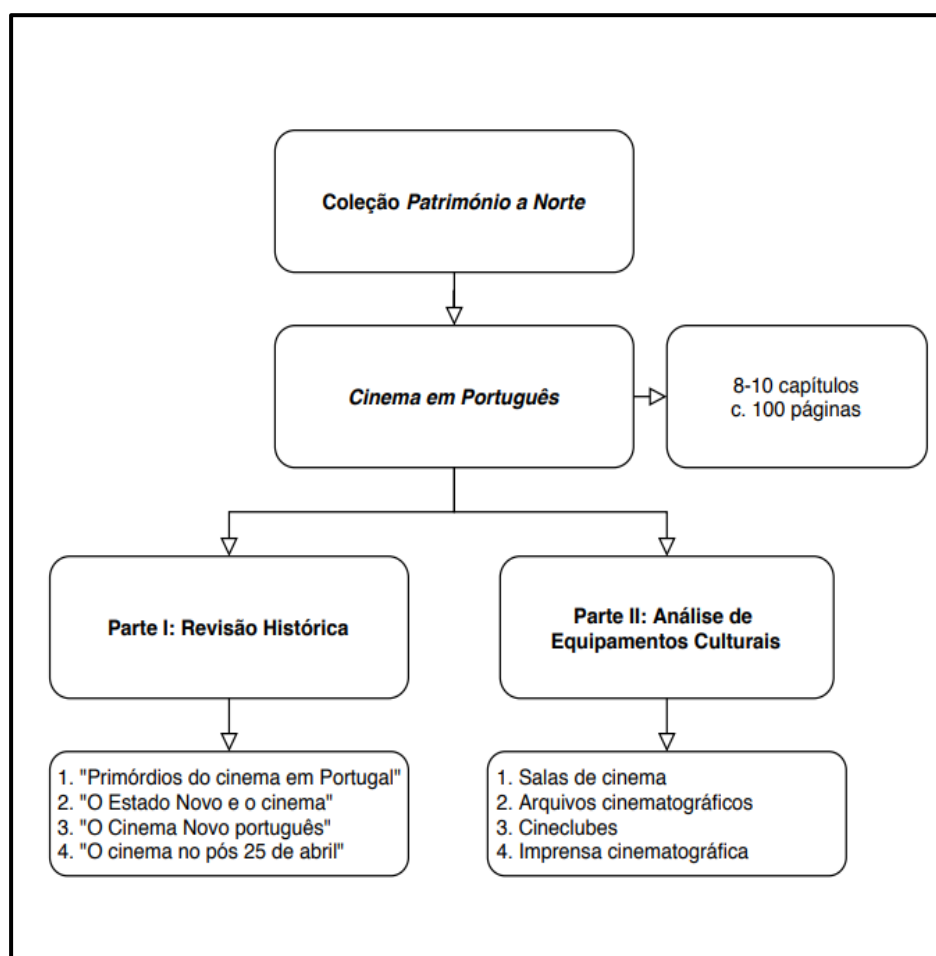 Coleção Património a Norte
Cinema em Português
8-10 capítulos
c. 100 páginas
Parte I: Revisão Histórica
Parte II: Análise de
Equipamentos Culturais
1. "Primórdios do cinema em Portugal"
2. "O Estado Novo e o cinema"
3. "O Cinema Novo português"
4. "O cinema no pós 25 de abril"
1. Salas de cinema
2. Arquivos cinematográficos
3. Cineclubes
4. Imprensa cinematográfica